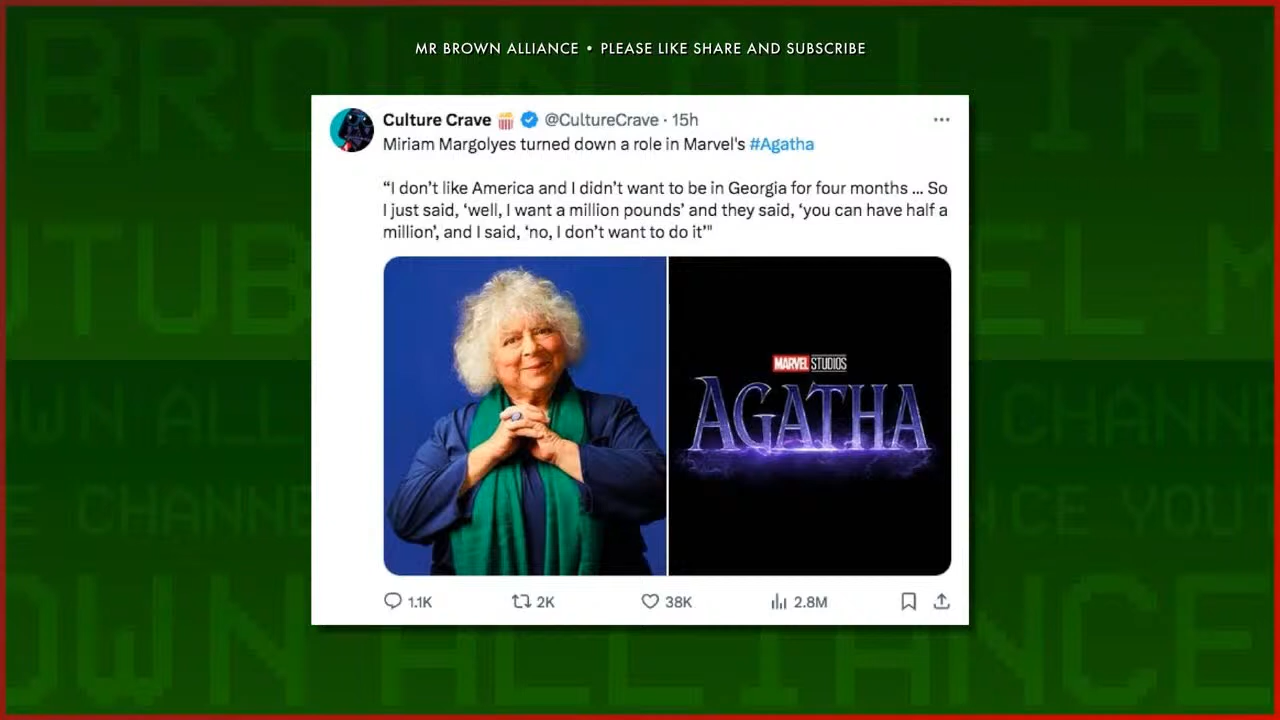 MR BROWN ALLIANCE • PLEASE LIKE SHARE AND SUBSCRIBE
Culture Crave 🍿 @CultureCrave · 15h
Miriam Margolyes turned down a role in Marvel's #Agatha
“I don’t like America and I didn’t want to be in Georgia for four months ... So
I just said, ‘well, I want a million pounds’ and they said, ‘you can have half a
million’, and I said, ‘no, I don’t want to do it’"
MARVEL STUDIOS
AGATHA
1.1K 2K 38K 2.8M